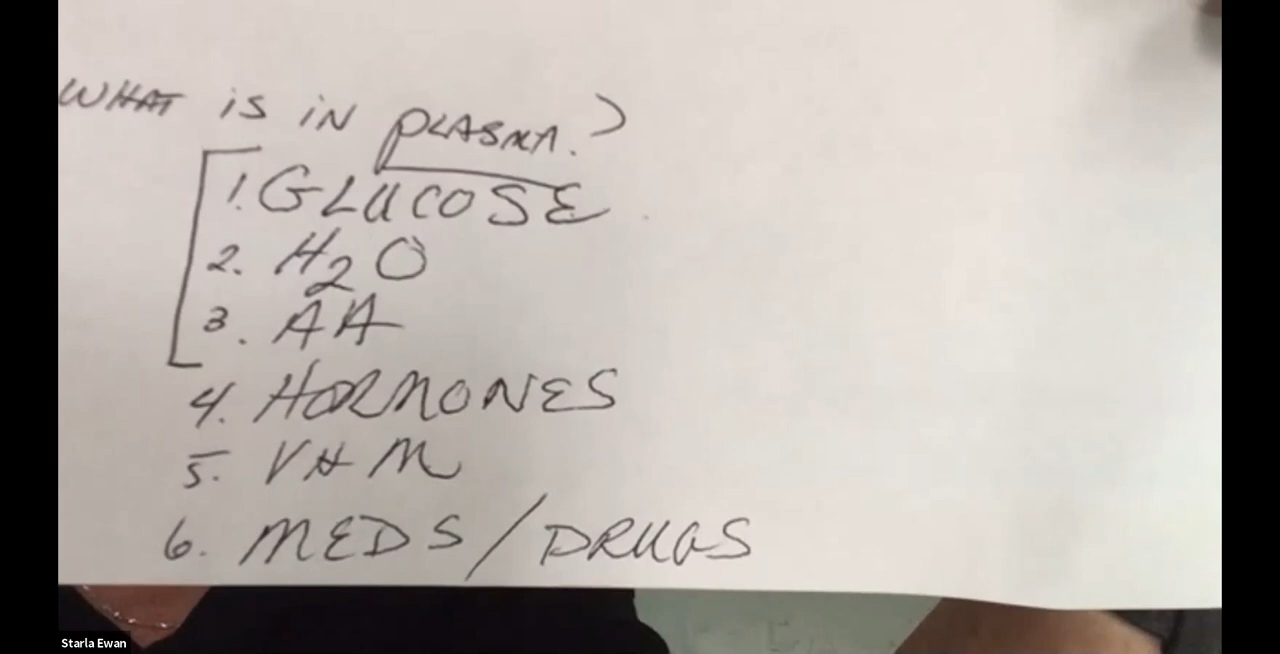 WHAT is iN PLASMA.?
1. GLUCOSE
2. H2O
3. AA
4. HORMONES
5. V & M
6. MEDS / DRUGS
Starla Ewan